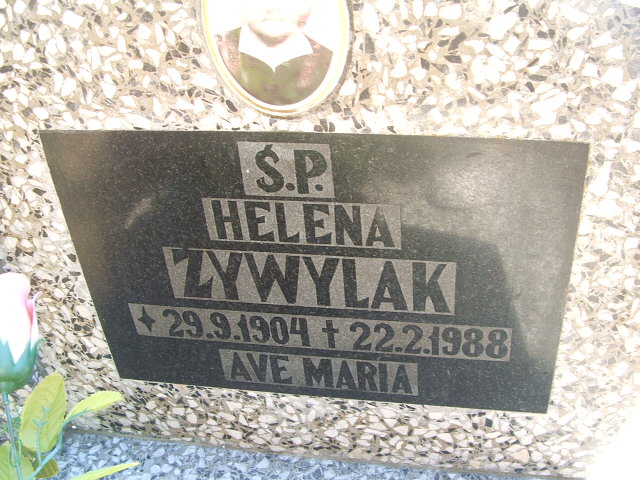 Ś.P.
HELENA
ŻYWYLAK
✦ 29.9.1904 † 22.2.1988
AVE MARIA